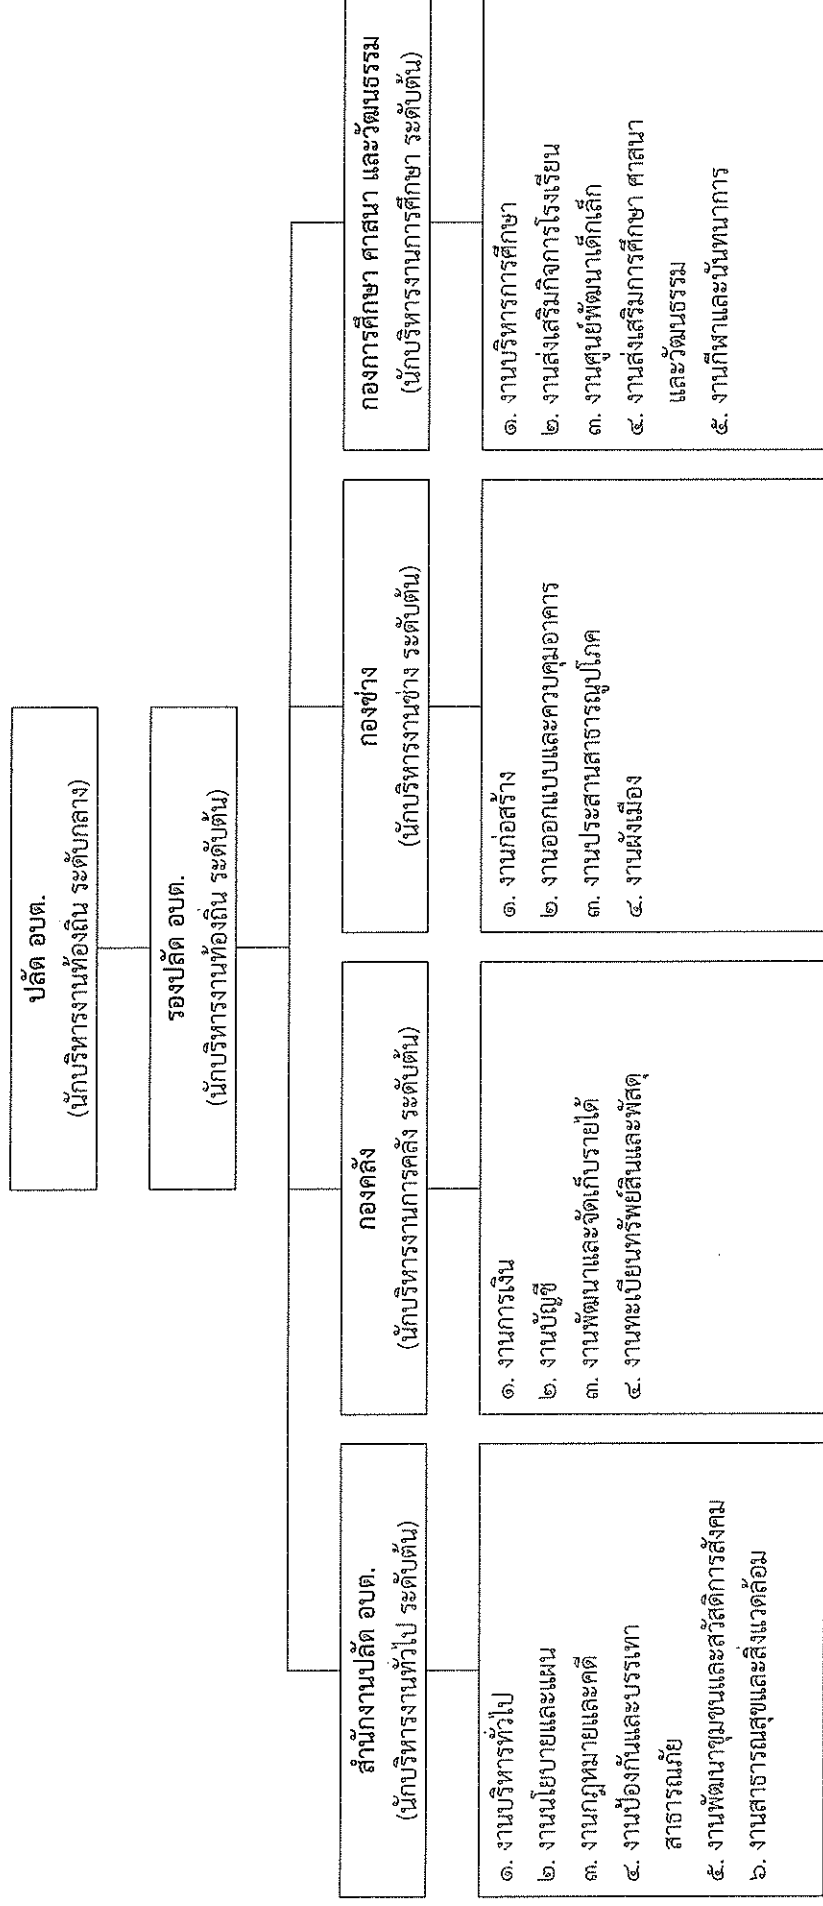 ปลัด อบต.
(นักบริหารงานท้องถิ่น ระดับกลาง)
รองปลัด อบต.
(นักบริหารงานท้องถิ่น ระดับต้น)
สำนักงานปลัด อบต.
(นักบริหารงานทั่วไป ระดับต้น)
๑. งานบริหารทั่วไป
๒. งานนโยบายและแผน
๓. งานกฎหมายและคดี
๔. งานป้องกันและบรรเทา
สาธารณภัย
๕. งานพัฒนาชุมชนและสวัสดิการสังคม
๖. งานสาธารณสุขและสิ่งแวดล้อม
กองคลัง
(นักบริหารงานการคลัง ระดับต้น)
๑. งานการเงิน
๒. งานบัญชี
๓. งานพัฒนาและจัดเก็บรายได้
๔. งานทะเบียนทรัพย์สินและพัสดุ
กองช่าง
(นักบริหารงานช่าง ระดับต้น)
๑. งานก่อสร้าง
๒. งานออกแบบและควบคุมอาคาร
๓. งานประสานสาธารณูปโภค
๔. งานผังเมือง
กองการศึกษา ศาสนา และวัฒนธรรม
(นักบริหารงานการศึกษา ระดับต้น)
๑. งานบริหารการศึกษา
๒. งานส่งเสริมกิจการโรงเรียน
๓. งานศูนย์พัฒนาเด็กเล็ก
๔. งานส่งเสริมการศึกษา ศาสนา
และวัฒนธรรม
๕. งานกีฬาและนันทนาการ